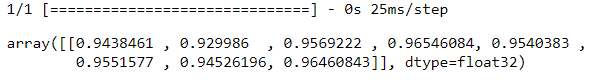 1/1 [==============================] - 0s 25ms/step
array([[0.9438461 , 0.929986  , 0.9569222 , 0.96546084, 0.9540383 ,
        0.9551577 , 0.94526196, 0.96460843]], dtype=float32)